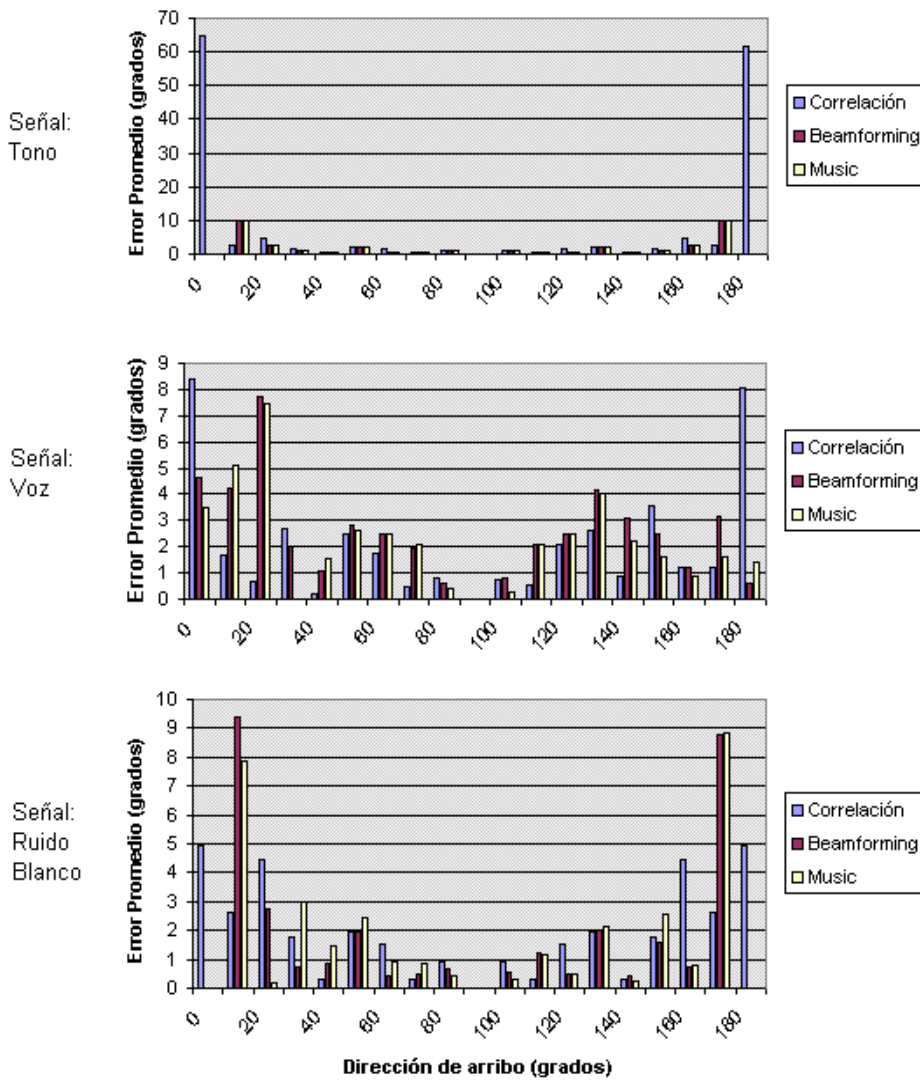 Señal:
Tono
Error Promedio (grados)
70
60
50
40
30
20
10
0
0
20
40
60
80
100
120
140
160
180
Correlación
Beamforming
Music
Señal:
Voz
Error Promedio (grados)
9
8
7
6
5
4
3
2
1
0
0
20
40
60
80
100
120
140
160
180
Correlación
Beamforming
Music
Señal:
Ruido
Blanco
Error Promedio (grados)
10
9
8
7
6
5
4
3
2
1
0
0
20
40
60
80
100
120
140
160
180
Correlación
Beamforming
Music
Dirección de arribo (grados)